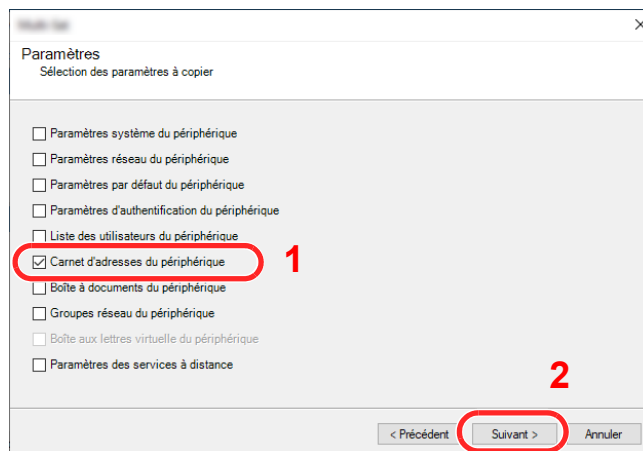 Paramètres
Sélection des paramètres à copier
Paramètres système du périphérique
Paramètres réseau du périphérique
Paramètres par défaut du périphérique
Paramètres d'authentification du périphérique
Liste des utilisateurs du périphérique
Carnet d'adresses du périphérique 1
Boîte à documents du périphérique
Groupes réseau du périphérique
Boîte aux lettres virtuelle du périphérique
Paramètres des services à distance
2
< Précédent Suivant > Annuler